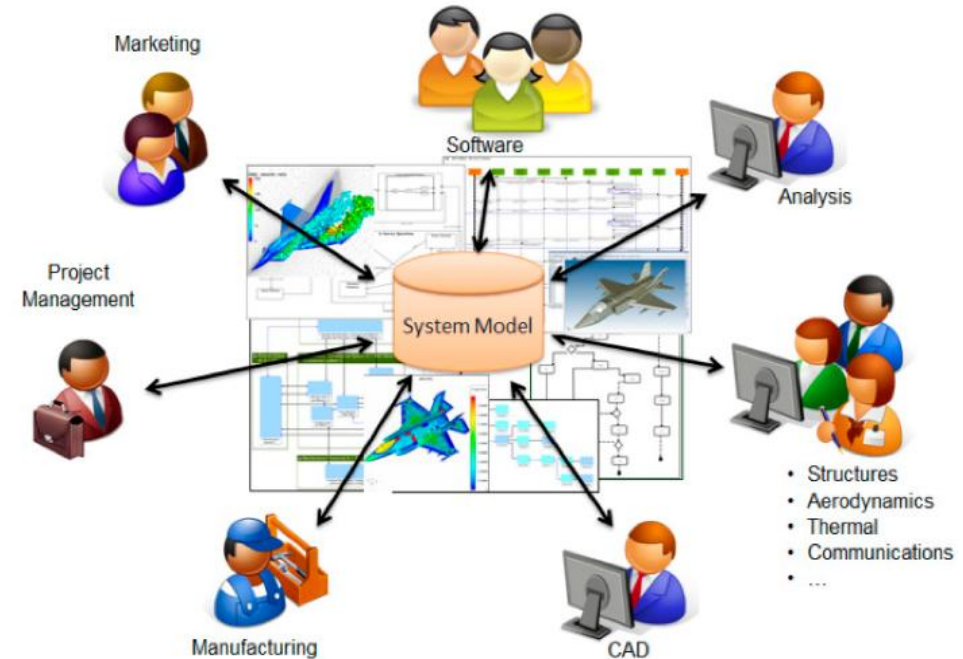 Marketing
Software
Analysis
Project
Management
System Model
• Structures
• Aerodynamics
• Thermal
• Communications
• ...
Manufacturing
CAD